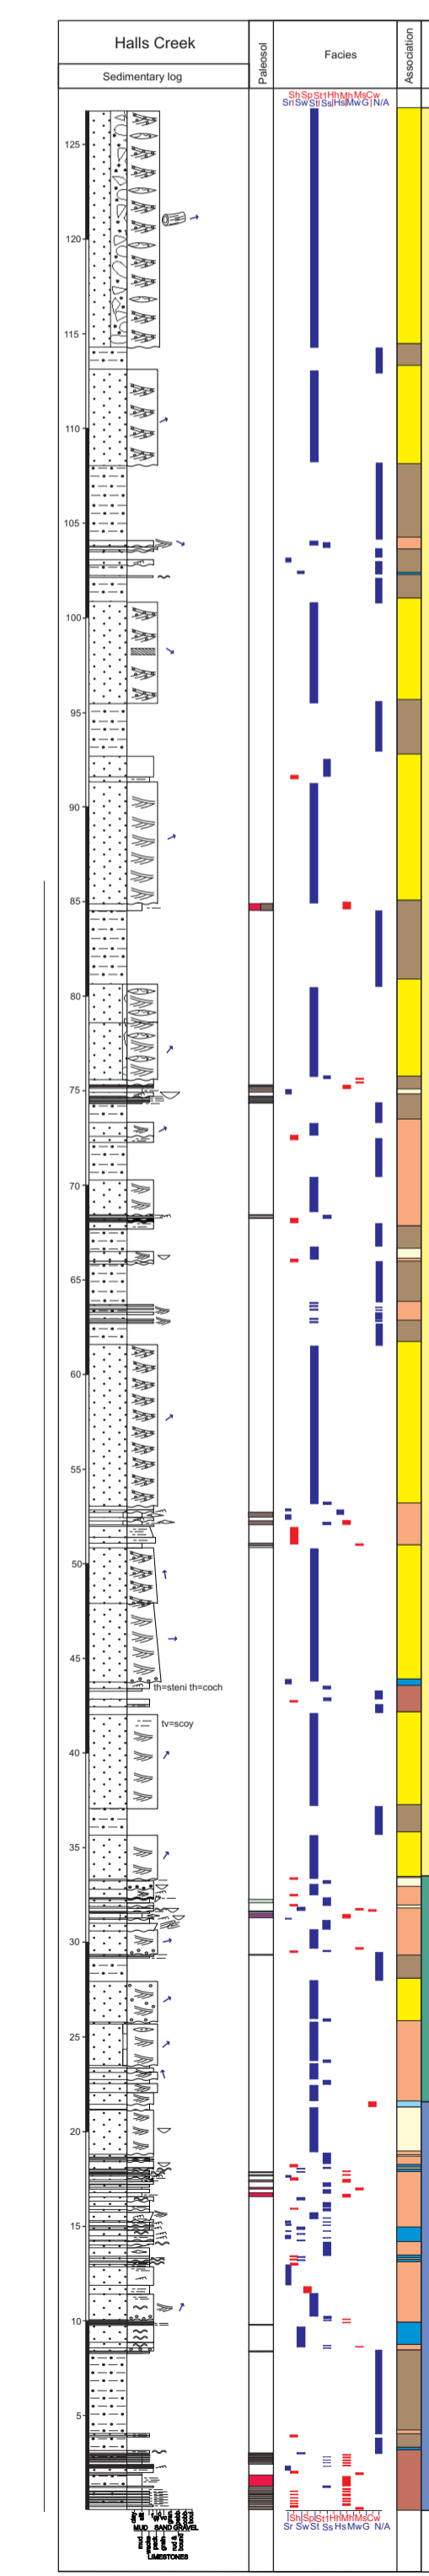 Halls Creek
Sedimentary log
Paleosol
Facies
Association
Sh Sp St1 Hh Mh Ms Cw
Sr Sw Sl Ss Hs Mw G N/A
125
120
115
110
105
100
95
90
85
80
75
70
65
60
55
50
45
th=steni th=coch
tv=scoy
40
35
30
25
20
15
10
5
MUD SAND GRAVEL
LIMESTONES
Sh Sp St1 Hh Mh Ms Cw
Sr Sw St Ss Hs Mw G N/A